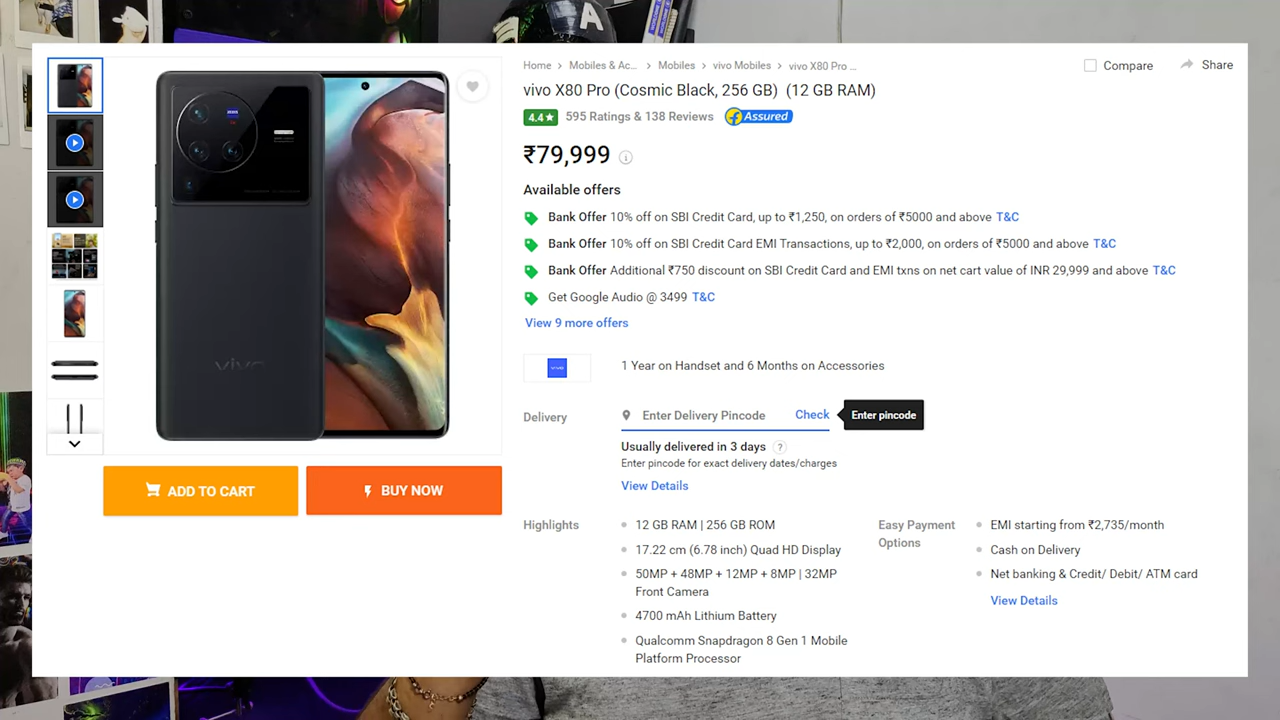 A
Home > Mobiles & Ac... > Mobiles > vivo Mobiles > vivo X80 Pro ...
Compare
Share
vivo X80 Pro (Cosmic Black, 256 GB) (12 GB RAM)
4.4★ 595 Ratings & 138 Reviews Assured
₹79,999
Available offers
Bank Offer 10% off on SBI Credit Card, up to ₹1,250, on orders of ₹5000 and above T&C
Bank Offer 10% off on SBI Credit Card EMI Transactions, up to ₹2,000, on orders of ₹5000 and above T&C
Bank Offer Additional ₹750 discount on SBI Credit Card and EMI txns on net cart value of INR 29,999 and above T&C
Get Google Audio @ 3499 T&C
View 9 more offers
vivo
1 Year on Handset and 6 Months on Accessories
Delivery
Enter Delivery Pincode Check
Enter pincode
Usually delivered in 3 days ?
Enter pincode for exact delivery dates/charges
View Details
ZEISS
vivo
ADD TO CART
BUY NOW
Highlights
12 GB RAM | 256 GB ROM
17.22 cm (6.78 inch) Quad HD Display
50MP + 48MP + 12MP + 8MP | 32MP
Front Camera
4700 mAh Lithium Battery
Qualcomm Snapdragon 8 Gen 1 Mobile
Platform Processor
Easy Payment
Options
EMI starting from ₹2,735/month
Cash on Delivery
Net banking & Credit/ Debit/ ATM card
View Details